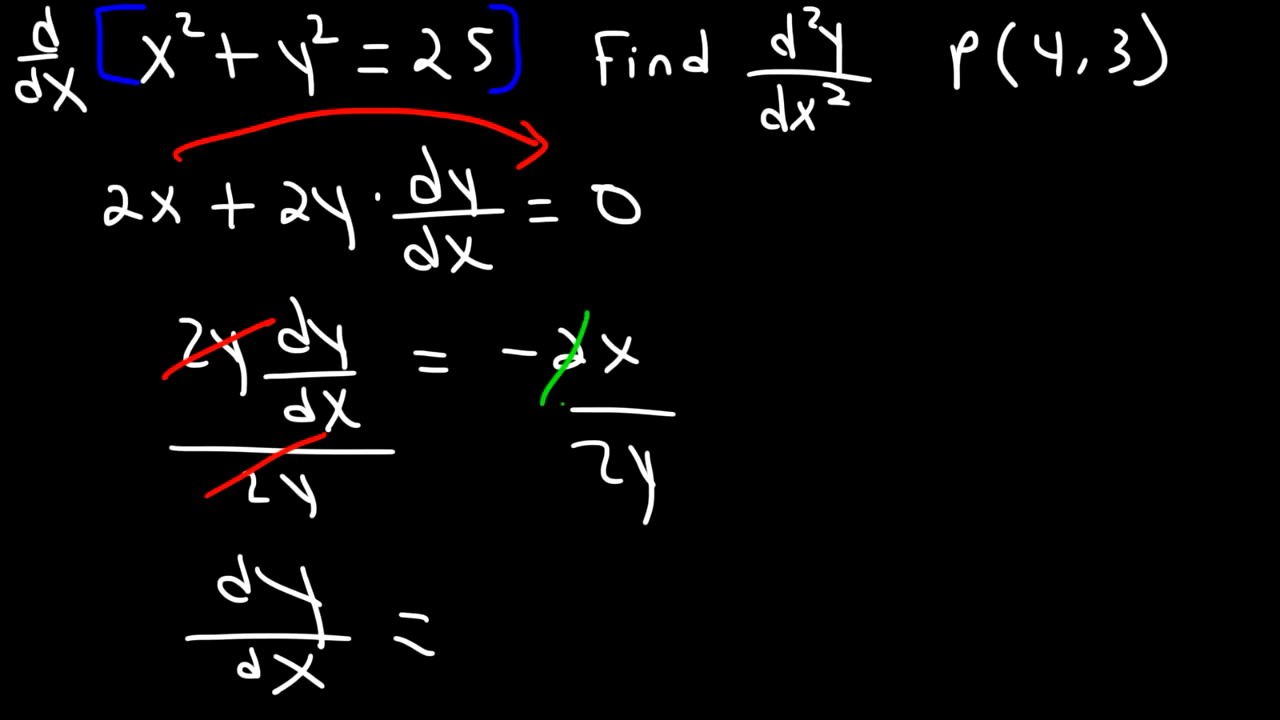 d/dx [x² + y² = 25] Find d²y/dx² P(4,3)
2x + 2y · dy/dx = 0
2y dy/dx / 2y = -2x / 2y
dy/dx =